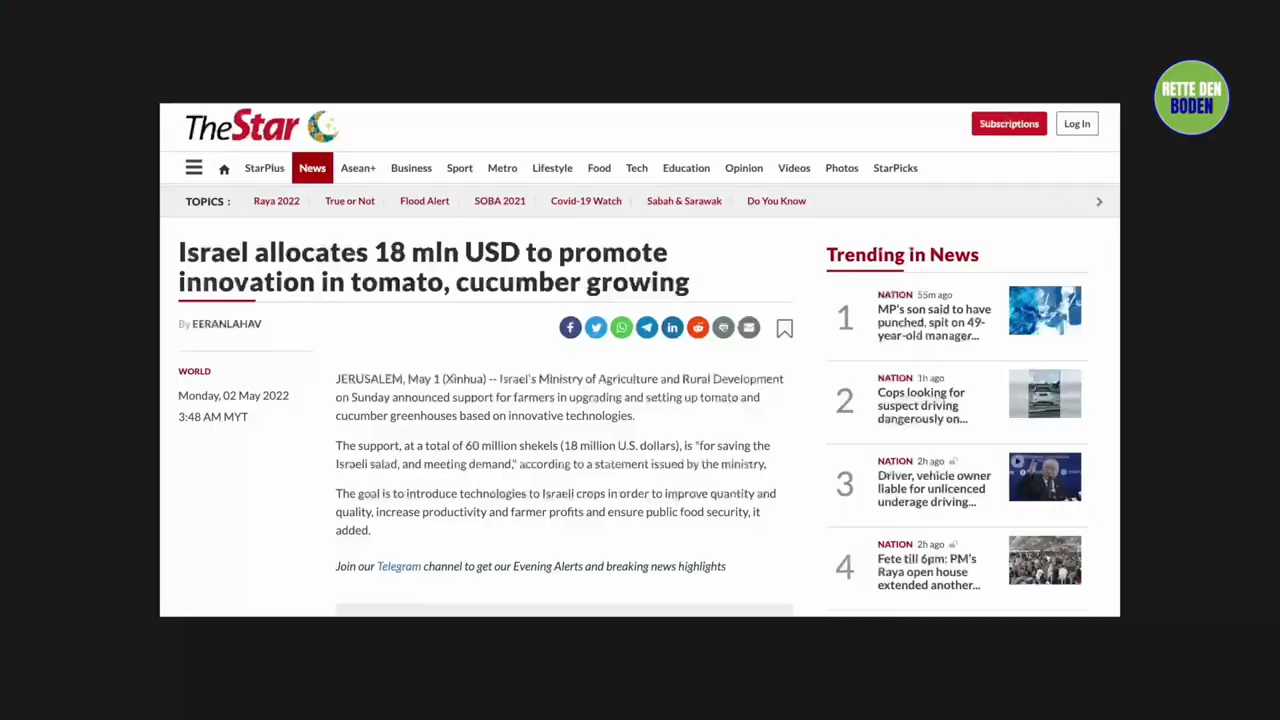 RETTE DEN
BODEN
TheStar
Subscriptions
Log In
StarPlus News Asean+ Business Sport Metro Lifestyle Food Tech Education Opinion Videos Photos StarPicks
TOPICS : Raya 2022 True or Not Flood Alert SOBA 2021 Covid-19 Watch Sabah & Sarawak Do You Know
Israel allocates 18 mln USD to promote
innovation in tomato, cucumber growing
By EERANLAHAV
WORLD
Monday, 02 May 2022
3:48 AM MYT
JERUSALEM, May 1 (Xinhua) -- Israel's Ministry of Agriculture and Rural Development
on Sunday announced support for farmers in upgrading and setting up tomato and
cucumber greenhouses based on innovative technologies.
The support, at a total of 60 million shekels (18 million U.S. dollars), is "for saving the
Israeli salad, and meeting demand," according to a statement issued by the ministry.
The goal is to introduce technologies to Israeli crops in order to improve quantity and
quality, increase productivity and farmer profits and ensure public food security, it
added.
Join our Telegram channel to get our Evening Alerts and breaking news highlights
Trending in News
1
NATION 55m ago
MP's son said to have
punched, spit on 49-
year-old manager...
2
NATION 1h ago
Cops looking for
suspect driving
dangerously on...
3
NATION 2h ago
Driver, vehicle owner
liable for unlicenced
underage driving...
4
NATION 2h ago
Fete till 6pm: PM's
Raya open house
extended another...